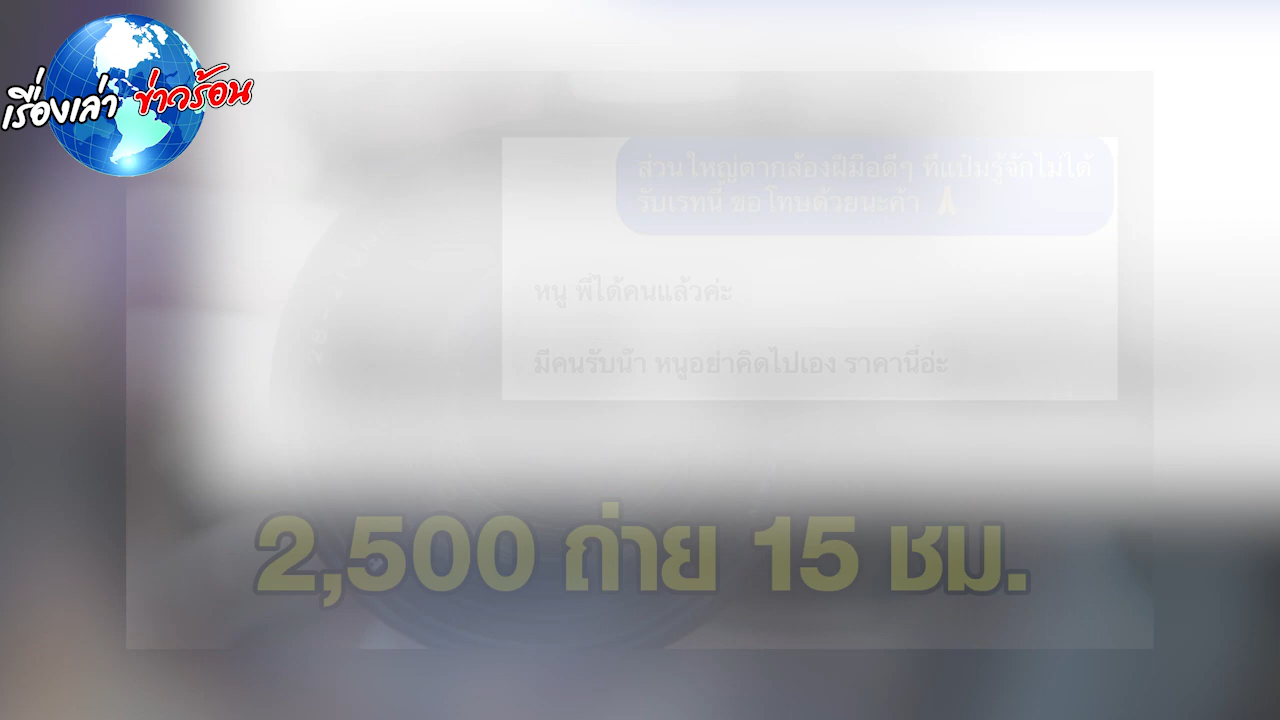 เรื่องเล่า ข่าวร้อน
ส่วนใหญ่ตากล้องฝีมือดีๆ ที่แป้มรู้จักไม่ได้
รับเรทนี้ ขอโทษด้วยนะค้า 🙏
หนู พี่ได้คนแล้วค่ะ
มีคนรับน๊า หนูอย่าคิดไปเอง ราคานี้อ่ะ
2,500 ถ่าย 15 ชม.